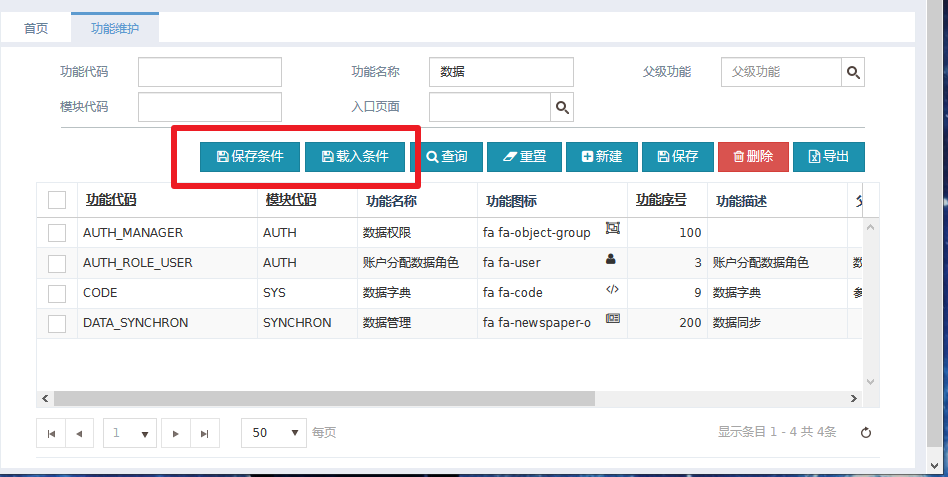 首页 功能维护
功能代码 功能名称 数据 父级功能 父级功能
模块代码 入口页面
保存条件 载入条件 查询 重置 新建 保存 删除 导出
功能代码 模块代码 功能名称 功能图标 功能序号 功能描述
AUTH_MANAGER AUTH 数据权限 fa fa-object-group 100
AUTH_ROLE_USER AUTH 账户分配数据角色 fa fa-user 3 账户分配数据角色
CODE SYS 数据字典 fa fa-code 9 数据字典
DATA_SYNCHRON SYNCHRON 数据管理 fa fa-newspaper-o 200 数据同步
1 50 每页 显示条目 1 - 4 共 4条